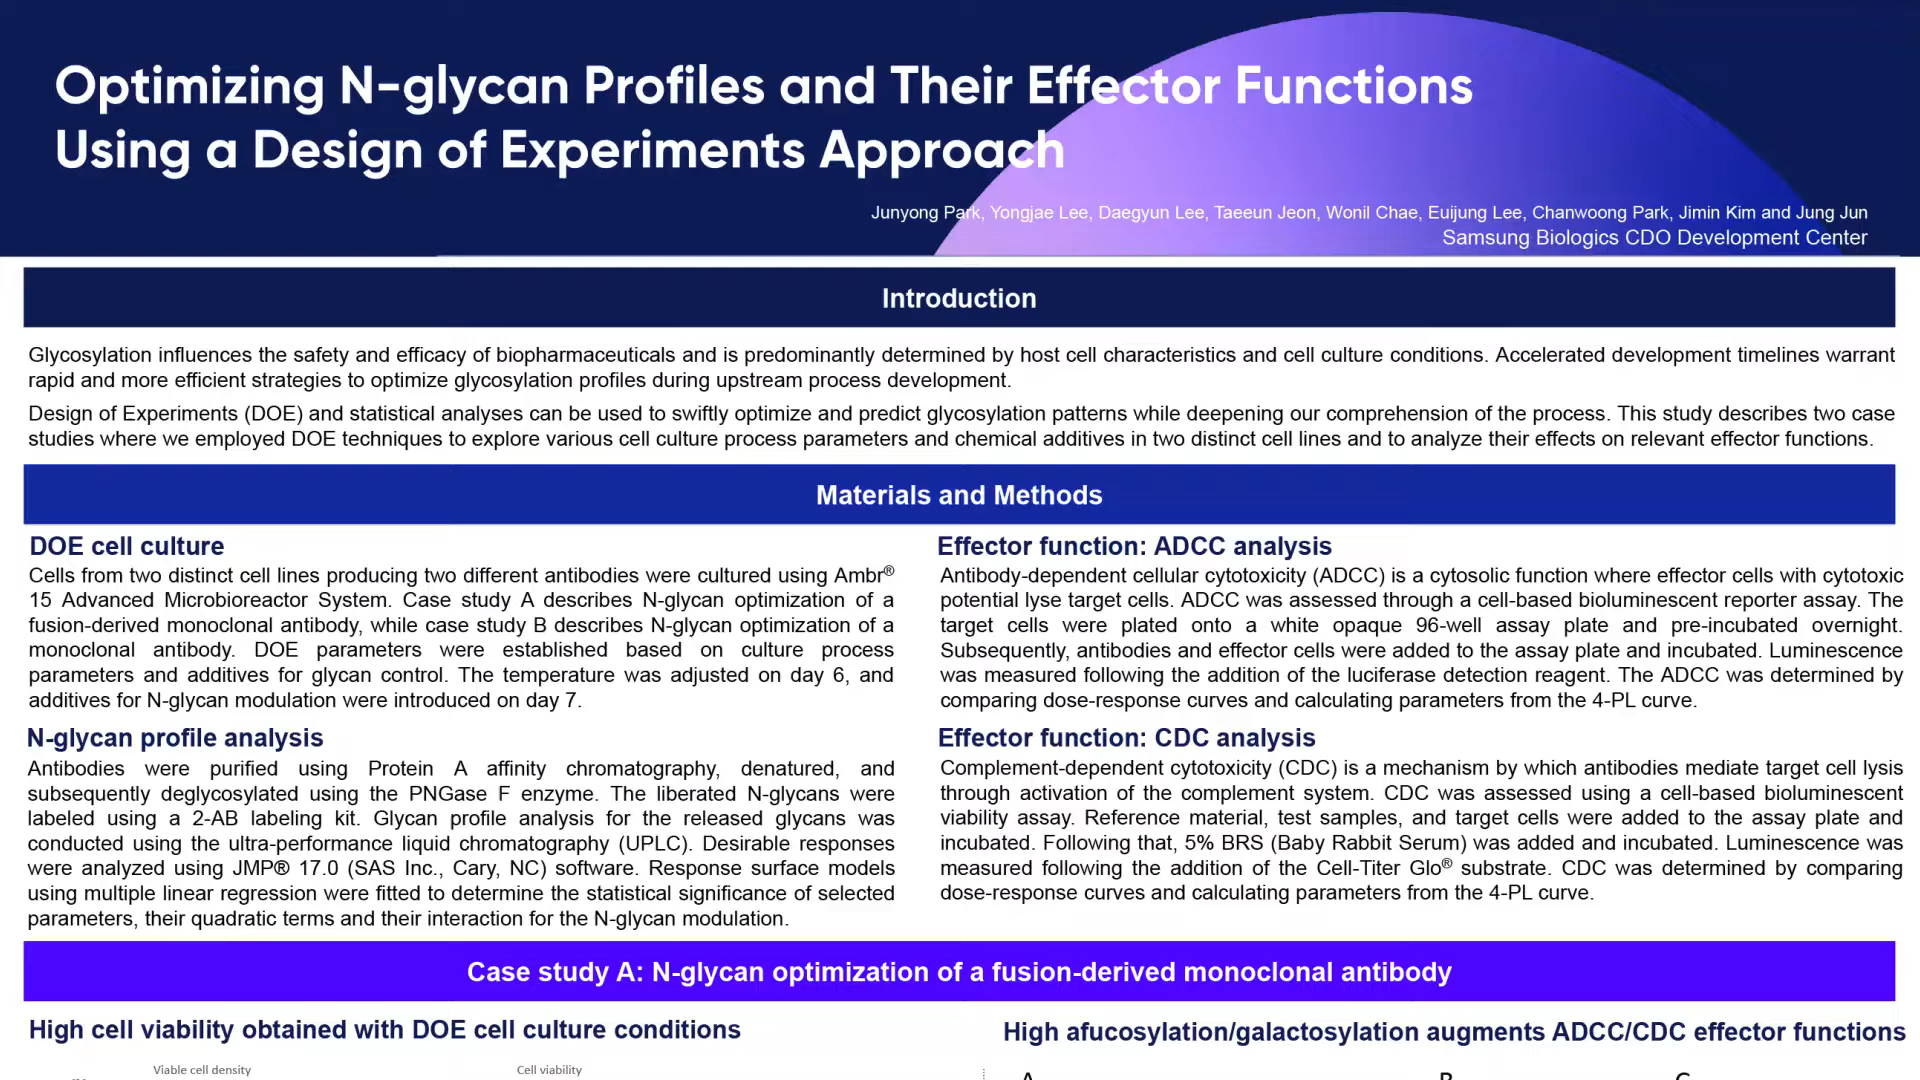 Optimizing N-glycan Profiles and Their Effector Functions
Using a Design of Experiments Approach
Junyong Park, Yongjae Lee, Daegyun Lee, Taeeun Jeon, Wonil Chae, Euijung Lee, Chanwoong Park, Jimin Kim and Jung Jun
Samsung Biologics CDO Development Center
Introduction
Glycosylation influences the safety and efficacy of biopharmaceuticals and is predominantly determined by host cell characteristics and cell culture conditions. Accelerated development timelines warrant
rapid and more efficient strategies to optimize glycosylation profiles during upstream process development.
Design of Experiments (DOE) and statistical analyses can be used to swiftly optimize and predict glycosylation patterns while deepening our comprehension of the process. This study describes two case
studies where we employed DOE techniques to explore various cell culture process parameters and chemical additives in two distinct cell lines and to analyze their effects on relevant effector functions.
Materials and Methods
DOE cell culture
Cells from two distinct cell lines producing two different antibodies were cultured using Ambr®
15 Advanced Microbioreactor System. Case study A describes N-glycan optimization of a
fusion-derived monoclonal antibody, while case study B describes N-glycan optimization of a
monoclonal antibody. DOE parameters were established based on culture process
parameters and additives for glycan control. The temperature was adjusted on day 6, and
additives for N-glycan modulation were introduced on day 7.
N-glycan profile analysis
Antibodies were purified using Protein A affinity chromatography, denatured, and
subsequently deglycosylated using the PNGase F enzyme. The liberated N-glycans were
labeled using a 2-AB labeling kit. Glycan profile analysis for the released glycans was
conducted using the ultra-performance liquid chromatography (UPLC). Desirable responses
were analyzed using JMP® 17.0 (SAS Inc., Cary, NC) software. Response surface models
using multiple linear regression were fitted to determine the statistical significance of selected
parameters, their quadratic terms and their interaction for the N-glycan modulation.
Effector function: ADCC analysis
Antibody-dependent cellular cytotoxicity (ADCC) is a cytosolic function where effector cells with cytotoxic
potential lyse target cells. ADCC was assessed through a cell-based bioluminescent reporter assay. The
target cells were plated onto a white opaque 96-well assay plate and pre-incubated overnight.
Subsequently, antibodies and effector cells were added to the assay plate and incubated. Luminescence
was measured following the addition of the luciferase detection reagent. The ADCC was determined by
comparing dose-response curves and calculating parameters from the 4-PL curve.
Effector function: CDC analysis
Complement-dependent cytotoxicity (CDC) is a mechanism by which antibodies mediate target cell lysis
through activation of the complement system. CDC was assessed using a cell-based bioluminescent
viability assay. Reference material, test samples, and target cells were added to the assay plate and
incubated. Following that, 5% BRS (Baby Rabbit Serum) was added and incubated. Luminescence was
measured following the addition of the Cell-Titer Glo® substrate. CDC was determined by comparing
dose-response curves and calculating parameters from the 4-PL curve.
Case study A: N-glycan optimization of a fusion-derived monoclonal antibody
High cell viability obtained with DOE cell culture conditions
Viable cell density
Cell viability
High afucosylation/galactosylation augments ADCC/CDC effector functions
A
B
C